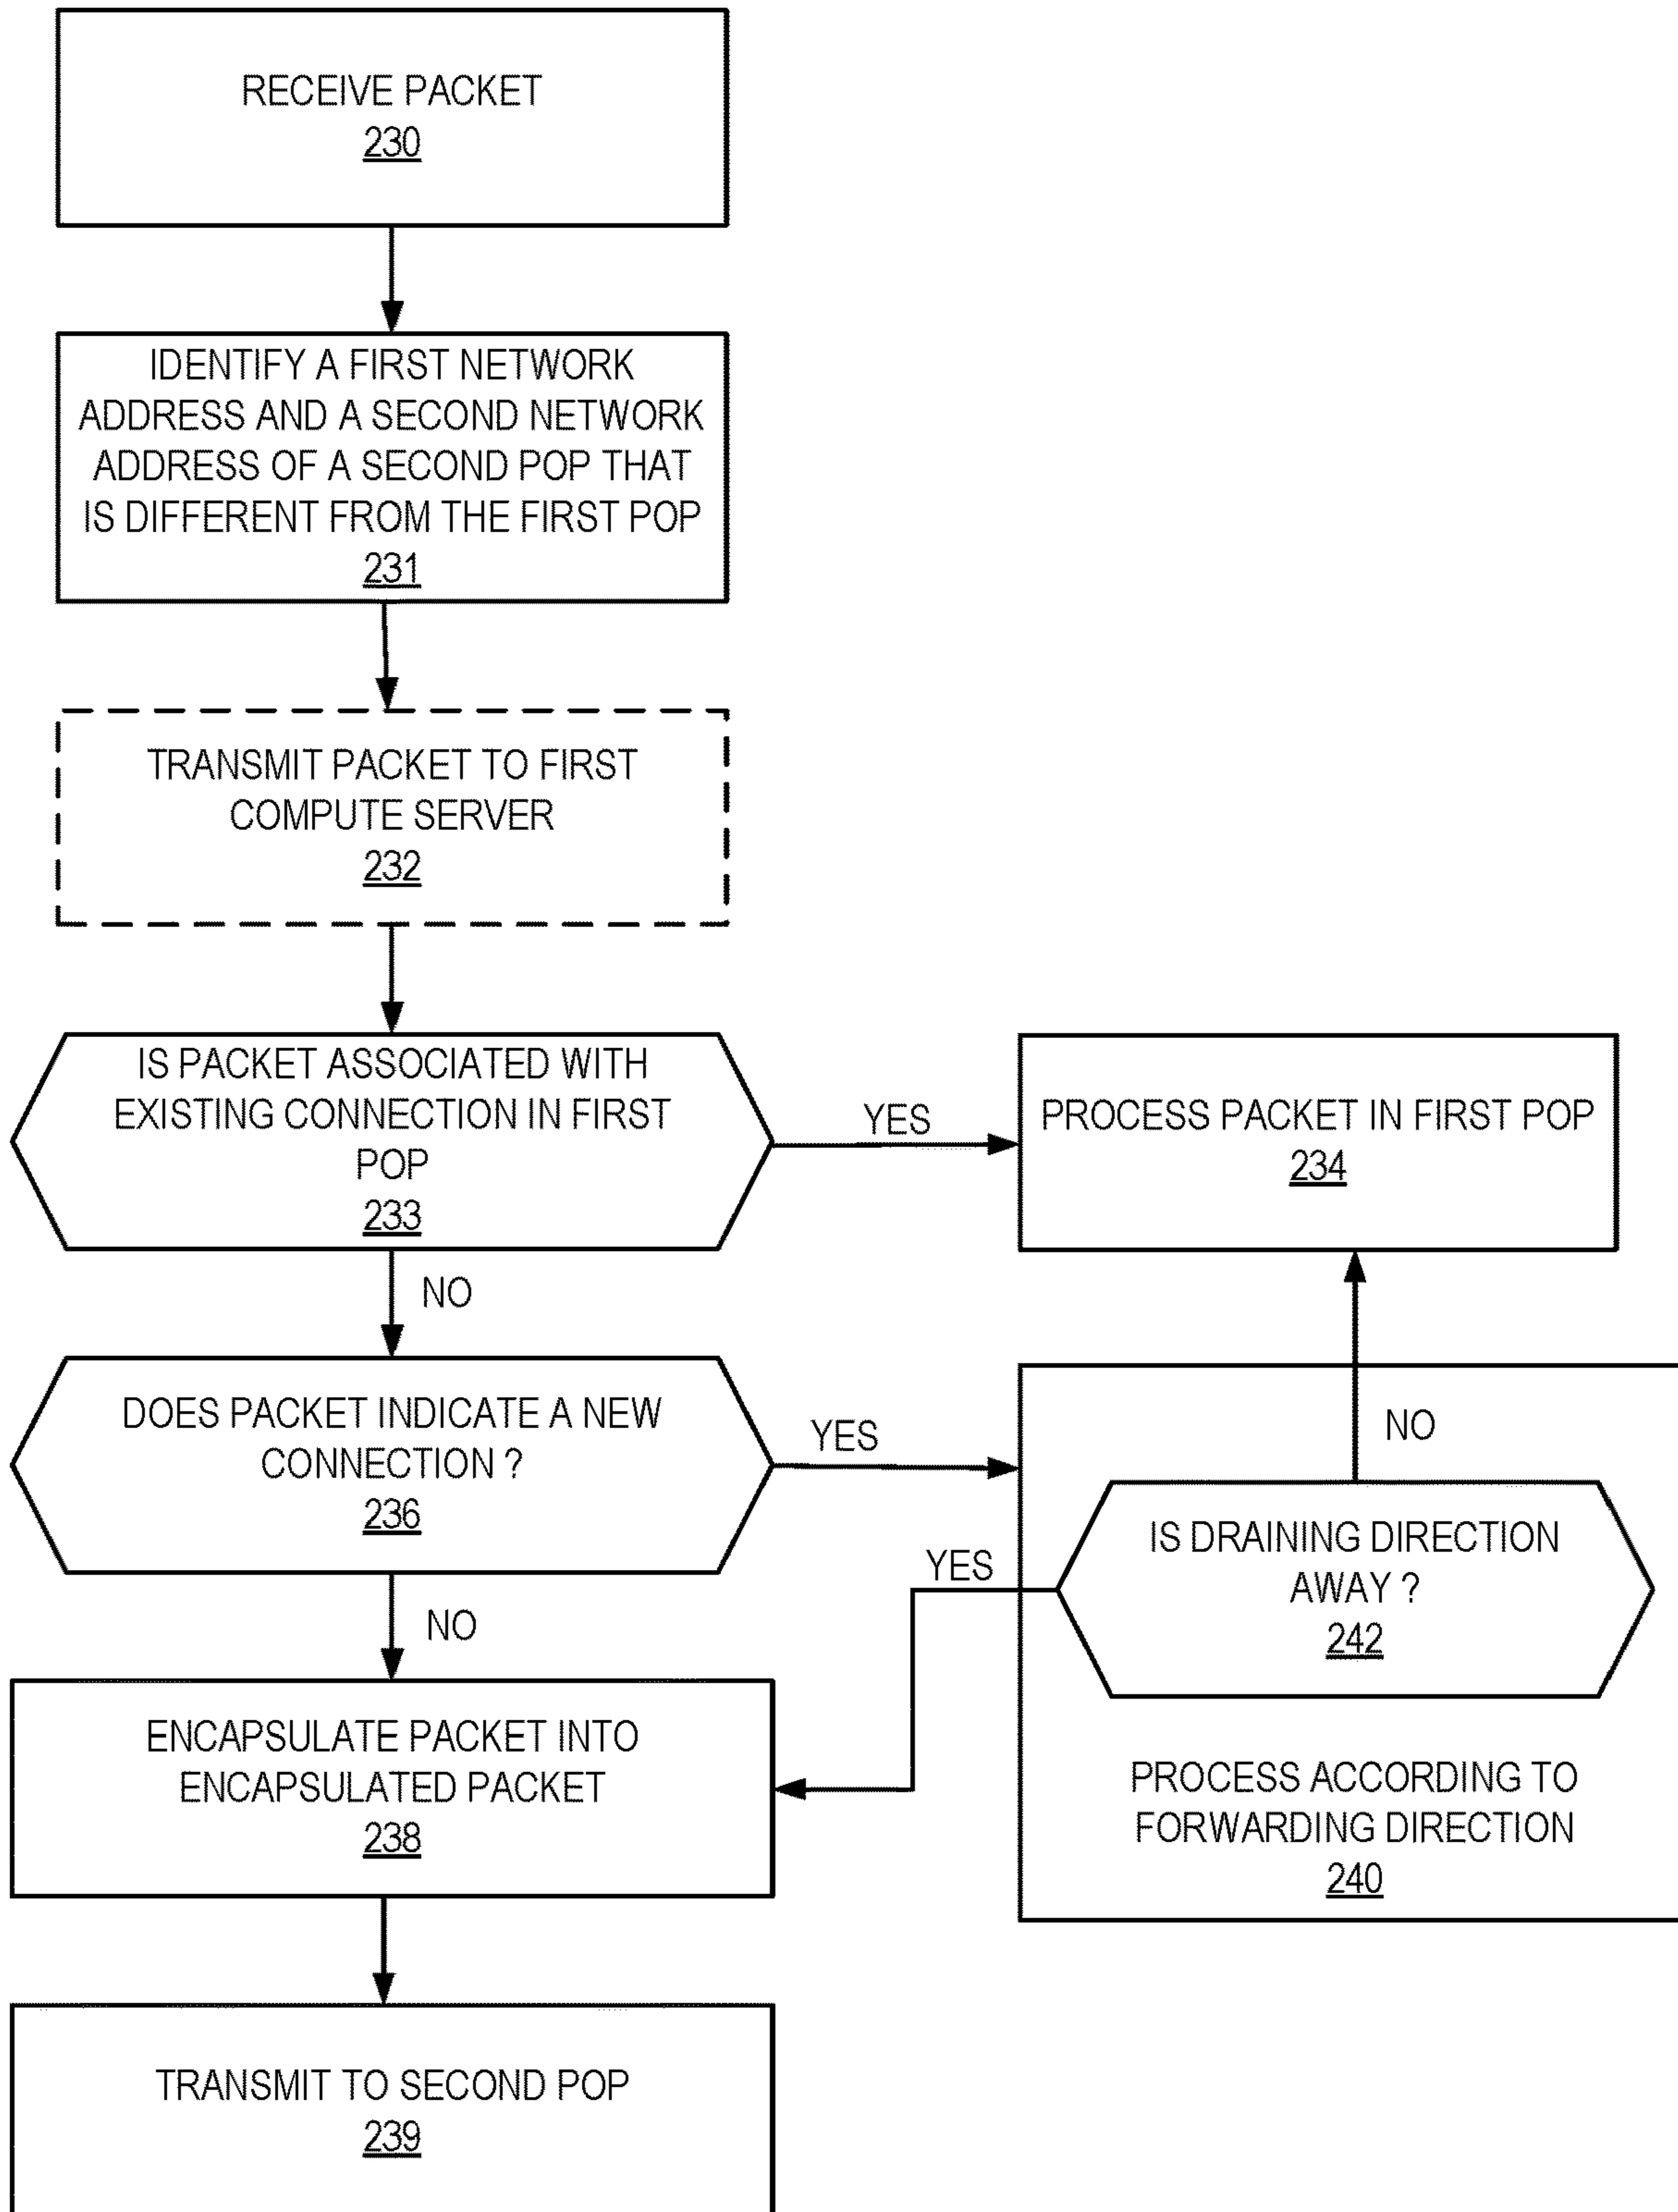 RECEIVE PACKET
230
IDENTIFY A FIRST NETWORK
ADDRESS AND A SECOND NETWORK
ADDRESS OF A SECOND POP THAT
IS DIFFERENT FROM THE FIRST POP
231
TRANSMIT PACKET TO FIRST
COMPUTE SERVER
232
IS PACKET ASSOCIATED WITH
EXISTING CONNECTION IN FIRST
POP
233
YES
PROCESS PACKET IN FIRST POP
234
NO
DOES PACKET INDICATE A NEW
CONNECTION ?
236
YES
NO
IS DRAINING DIRECTION
AWAY ?
242
YES
PROCESS ACCORDING TO
FORWARDING DIRECTION
240
NO
ENCAPSULATE PACKET INTO
ENCAPSULATED PACKET
238
TRANSMIT TO SECOND POP
239